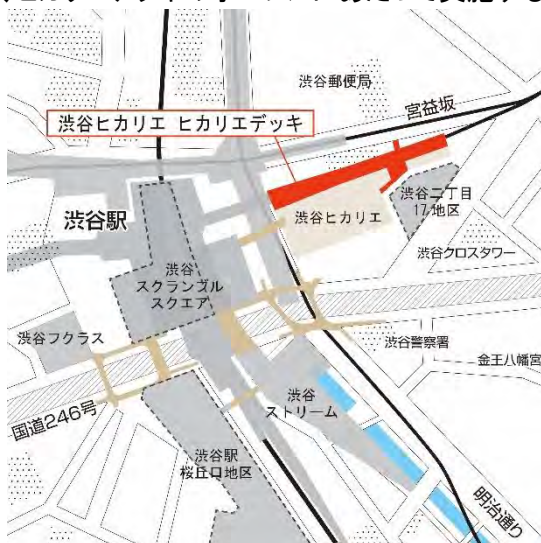 渋谷郵便局
宮益坂
渋谷ヒカリエ ヒカリエデッキ
渋谷二丁目
17地区
渋谷駅
渋谷ヒカリエ
渋谷クロスタワー
渋谷
スクランブル
スクエア
渋谷フクラス
渋谷警察署
金王八幡宮
渋谷
ストリーム
国道246号
渋谷駅
桜丘口地区
明治通り